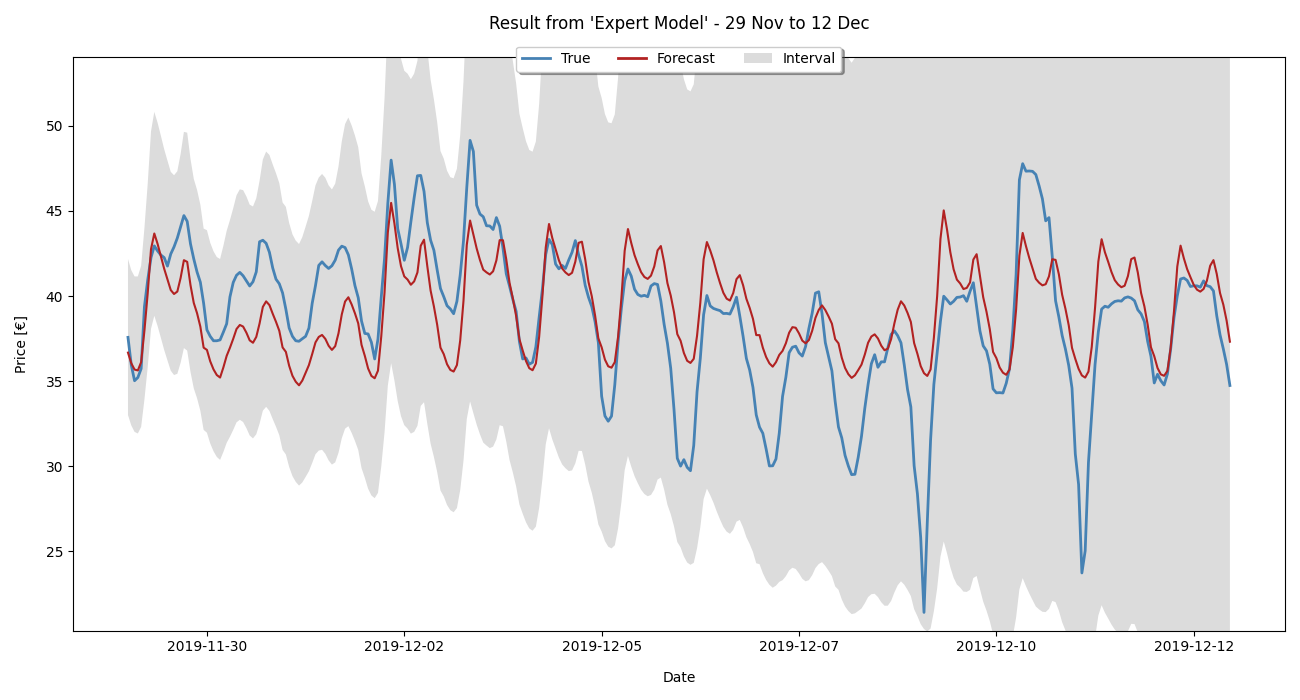 Result from 'Expert Model' - 29 Nov to 12 Dec
True Forecast Interval
Price [€]
50
45
40
35
30
25
2019-11-30 2019-12-02 2019-12-05 2019-12-07 2019-12-10 2019-12-12
Date